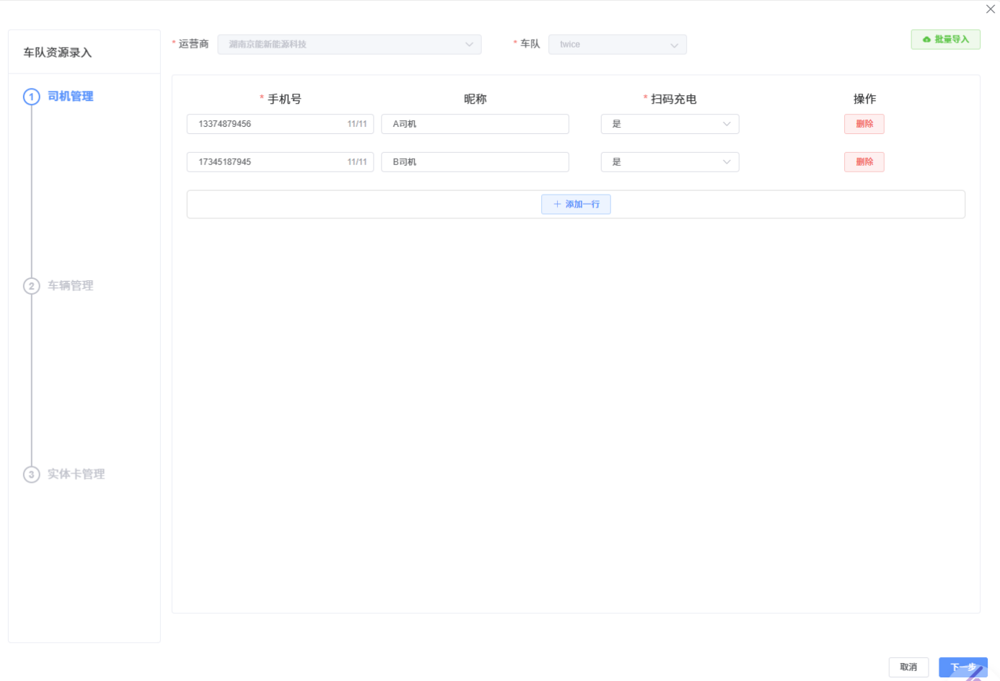 车队资源录入
* 运营商 湖南京能新能源科技 * 车队 twice 批量导入
1 司机管理
* 手机号 昵称 * 扫码充电 操作
13374879456 11/11 A司机 是 删除
17345187945 11/11 B司机 是 删除
+ 添加一行
2 车辆管理
3 实体卡管理
取消 下一步